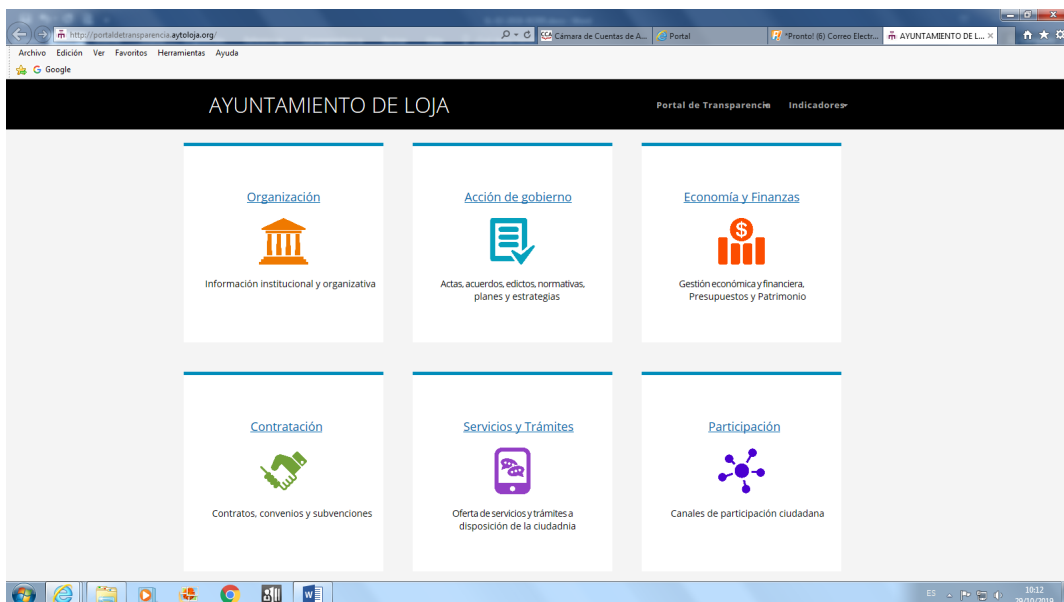 http://portaldetransparencia.aytoloja.org/
Cámara de Cuentas de A...
Portal
*Pronto! (6) Correo Electr...
AYUNTAMIENTO DE L...
Archivo Edición Ver Favoritos Herramientas Ayuda
Google
AYUNTAMIENTO DE LOJA
Portal de Transparencia Indicadores
Organización
Información institucional y organizativa
Acción de gobierno
Actas, acuerdos, edictos, normativas,
planes y estrategias
Economía y Finanzas
Gestión económica y financiera,
Presupuestos y Patrimonio
Contratación
Contratos, convenios y subvenciones
Servicios y Trámites
Oferta de servicios y trámites a
disposición de la ciudadnia
Participación
Canales de participación ciudadana
ES
10:12
29/10/2019